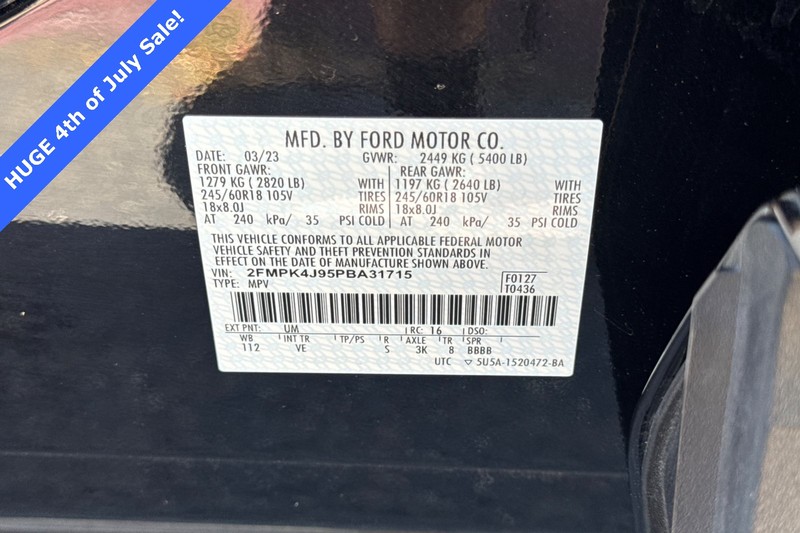 HUGE 4th of July Sale!
MFD. BY FORD MOTOR CO.
DATE: 03/23 GVWR: 2449 KG ( 5400 LB)
FRONT GAWR: REAR GAWR:
1279 KG ( 2820 LB) WITH 1197 KG ( 2640 LB) WITH
245/60R18 105V TIRES 245/60R18 105V TIRES
18x8.0J RIMS 18x8.0J RIMS
AT 240 kPa/ 35 PSI COLD AT 240 kPa/ 35 PSI COLD
THIS VEHICLE CONFORMS TO ALL APPLICABLE FEDERAL MOTOR
VEHICLE SAFETY AND THEFT PREVENTION STANDARDS IN
EFFECT ON THE DATE OF MANUFACTURE SHOWN ABOVE.
VIN: 2FMPK4J95PBA31715 F0127
TYPE: MPV T0436
EXT PNT: UM RC: 16 DSO:
WB INT TR TP/PS R AXLE TR SPR
112 VE S 3K 8 BBBB
UTC ▽ 5U5A-1520472-BA